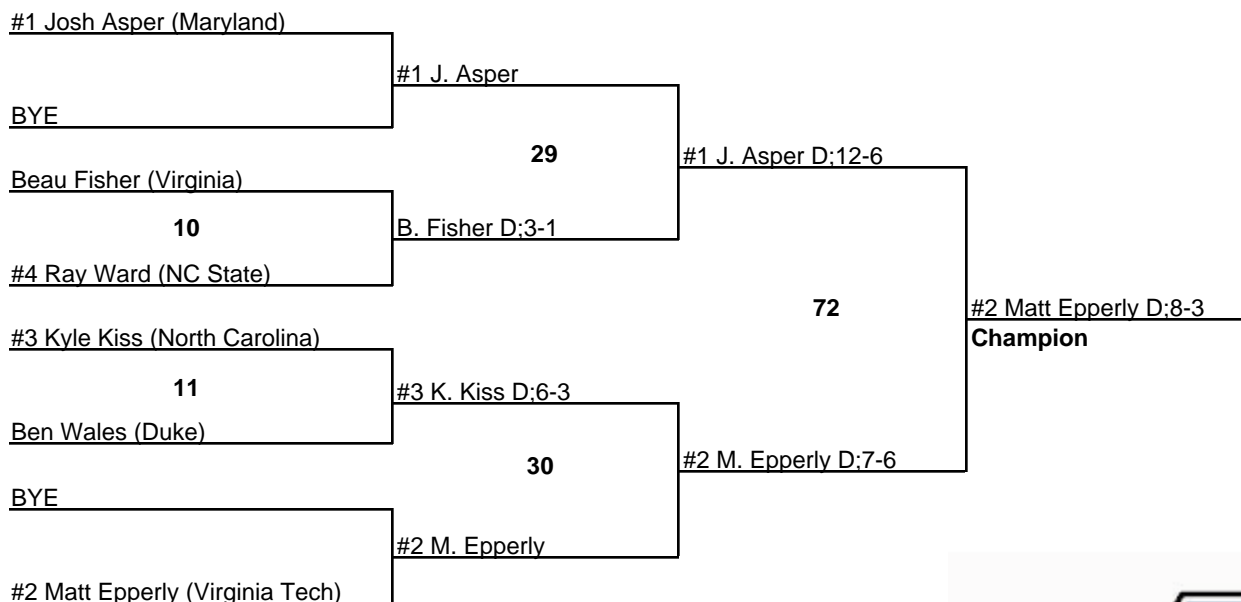 #1 Josh Asper (Maryland)
#1 J. Asper
BYE
29
#1 J. Asper D;12-6
Beau Fisher (Virginia)
10
B. Fisher D;3-1
#4 Ray Ward (NC State)
72
#2 Matt Epperly D;8-3
Champion
#3 Kyle Kiss (North Carolina)
11
#3 K. Kiss D;6-3
Ben Wales (Duke)
30
#2 M. Epperly D;7-6
BYE
#2 M. Epperly
#2 Matt Epperly (Virginia Tech)